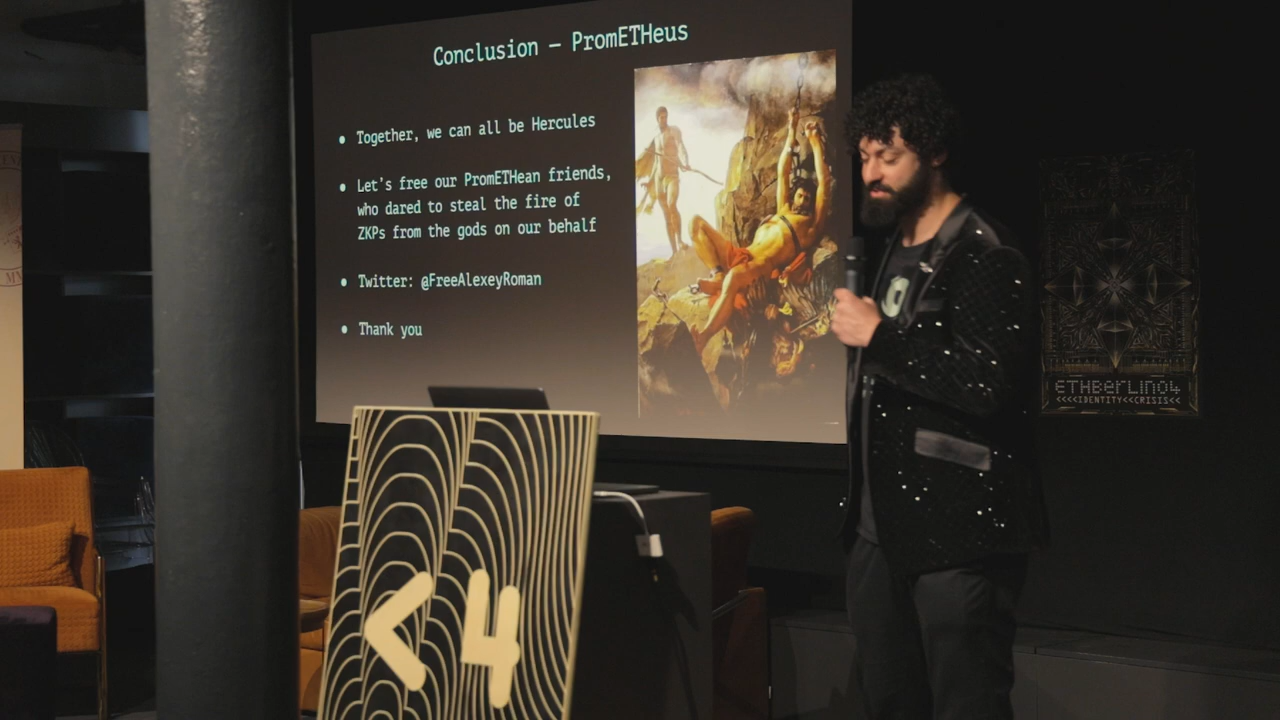 Conclusion – PromETHeus
• Together, we can all be Hercules
• Let's free our PromETHean friends,
who dared to steal the fire of
ZKPs from the gods on our behalf
• Twitter: @FreeAlexeyRoman
• Thank you
ETHBerlin04
<<<<IDENTITY<<CRISIS<<
<4